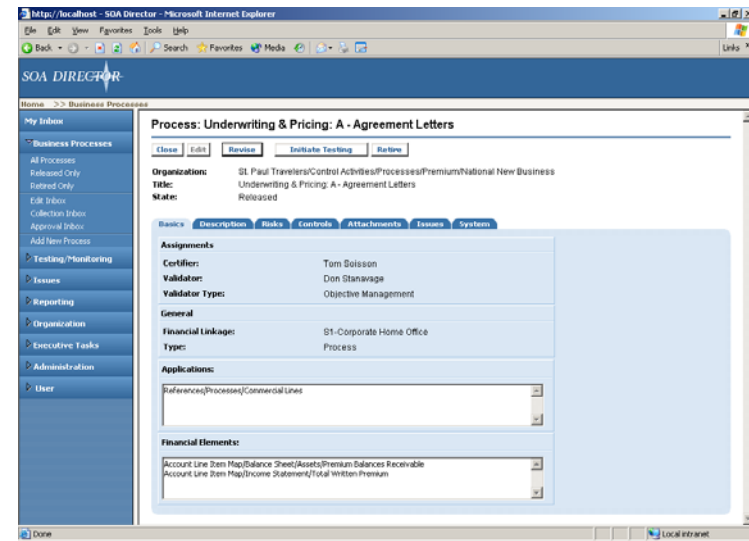 http://localhost - SOA Director - Microsoft Internet Explorer
File Edit View Favorites Tools Help
Back Search Favorites Media Links
SOA DIRECTOR
Home >> Business Processes
My Inbox
Business Processes
All Processes
Released Only
Retired Only
Edit Inbox
Collection Inbox
Approval Inbox
Add New Process
Testing/Monitoring
Issues
Reporting
Organization
Executive Tasks
Administration
User
Process: Underwriting & Pricing: A - Agreement Letters
Close Edit Revise Initiate Testing Retire
Organization: St. Paul Travelers/Control Activities/Processes/Premium/National New Business
Title: Underwriting & Pricing: A - Agreement Letters
State: Released
Basics Description Risks Controls Attachments Issues System
Assignments
Certifier: Tom Soisson
Validator: Don Stanavage
Validator Type: Objective Management
General
Financial Linkage: S1-Corporate Home Office
Type: Process
Applications:
References/Processes/Commercial Lines
Financial Elements:
Account Line Item Map/Balance Sheet/Assets/Premium Balances Receivable
Account Line Item Map/Income Statement/Total Written Premium
Done Local intranet